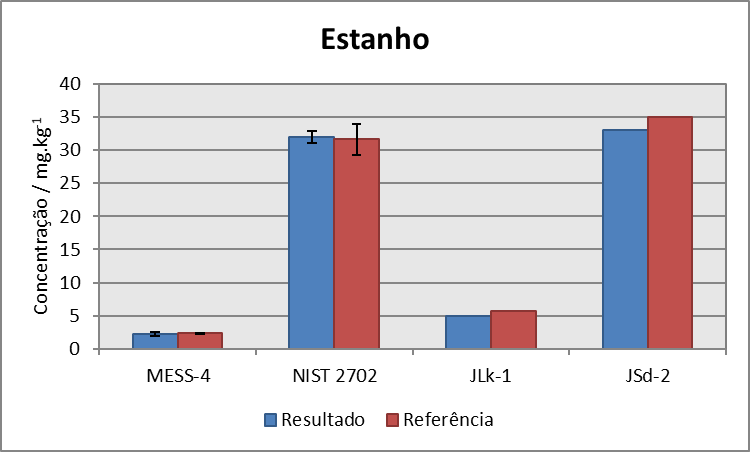 Estanho
Concentração / mg.kg⁻¹
40
35
30
25
20
15
10
5
0
MESS-4 NIST 2702 JLk-1 JSd-2
Resultado Referência